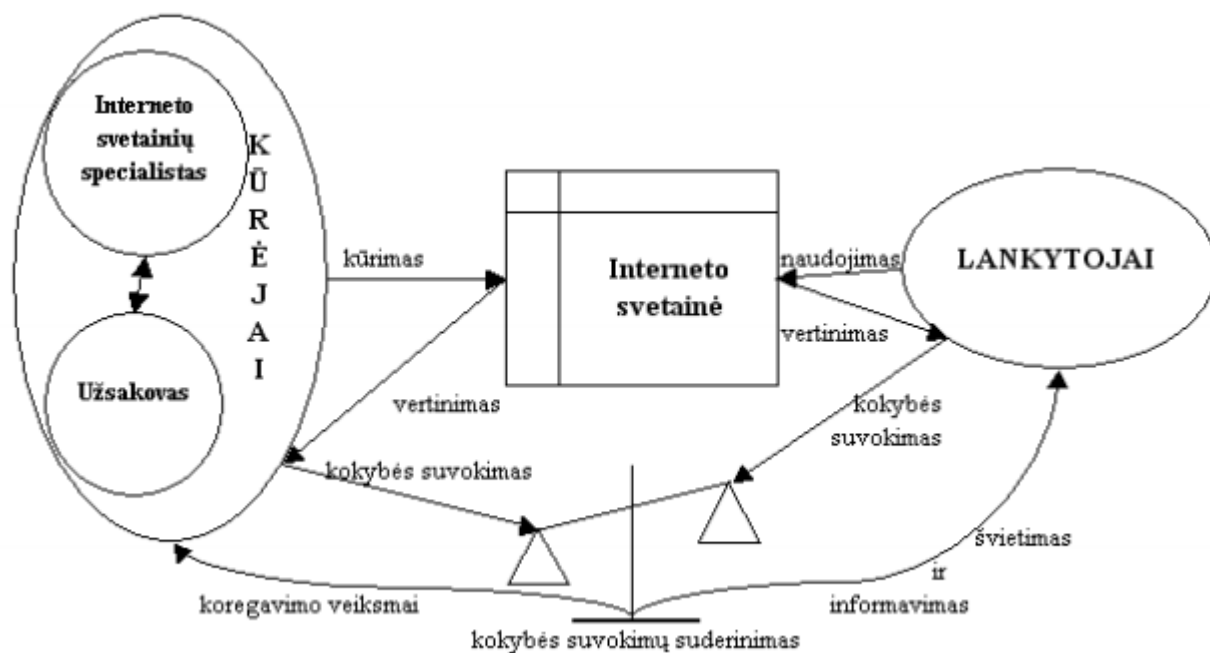 Interneto
svetainių
specialistas
KŪRĖJAI
Užsakovas
kūrimas
vertinimas
kokybės suvokimas
Interneto
svetainė
naudojimas
vertinimas
LANKYTOJAI
kokybės
suvokimas
koregavimo veiksmai
švietimas
ir
informavimas
kokybės suvokimų suderinimas